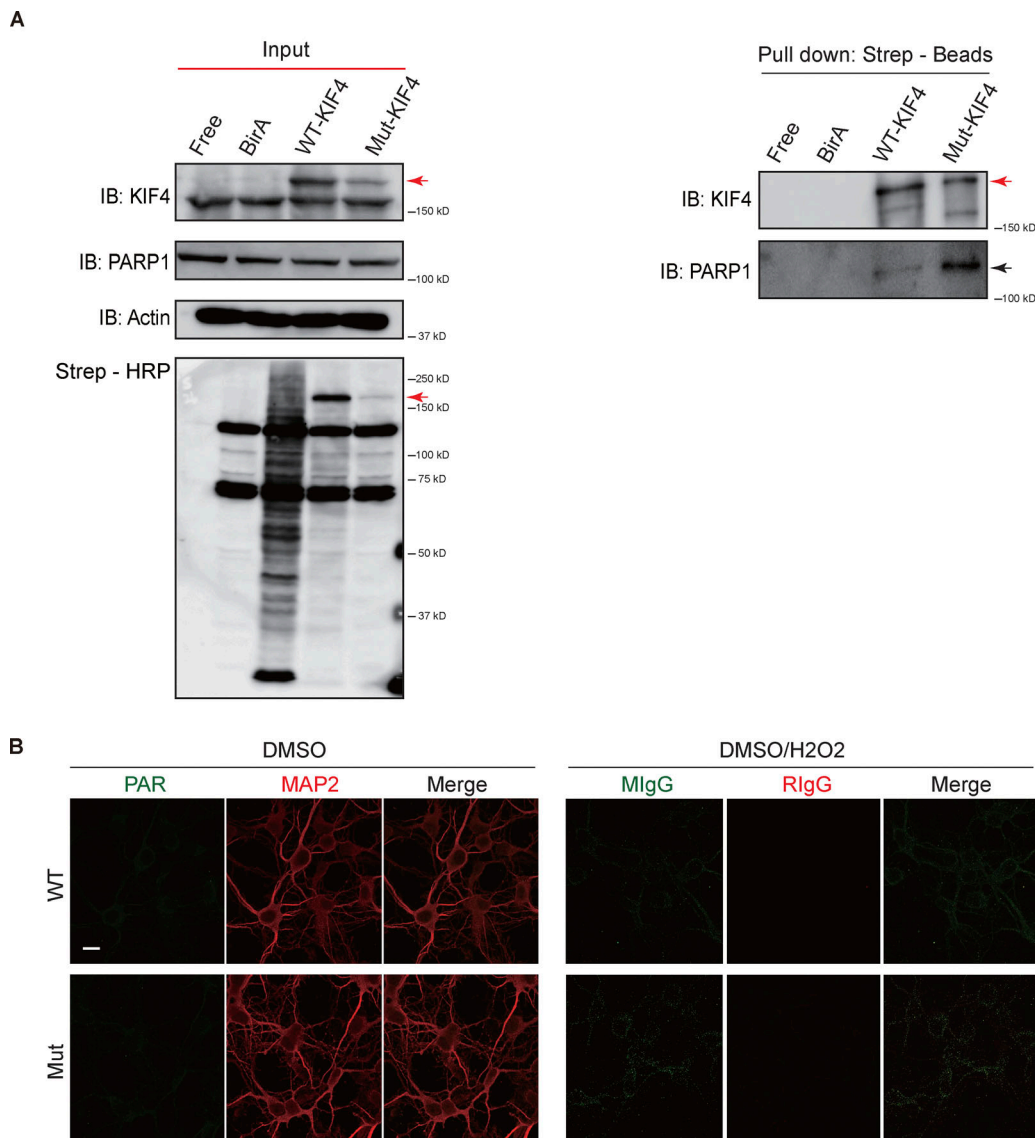 A
Input
Free BirA WT-KIF4 Mut-KIF4
IB: KIF4
—150 kD
IB: PARP1
—100 kD
IB: Actin
— 37 kD
Strep - HRP
—250 kD
—150 kD
—100 kD
—75 kD
—50 kD
—37 kD
Pull down: Strep - Beads
Free BirA WT-KIF4 Mut-KIF4
IB: KIF4
—150 kD
IB: PARP1
—100 kD
B
DMSO
PAR MAP2 Merge
WT
Mut
DMSO/H2O2
MIgG RIgG Merge